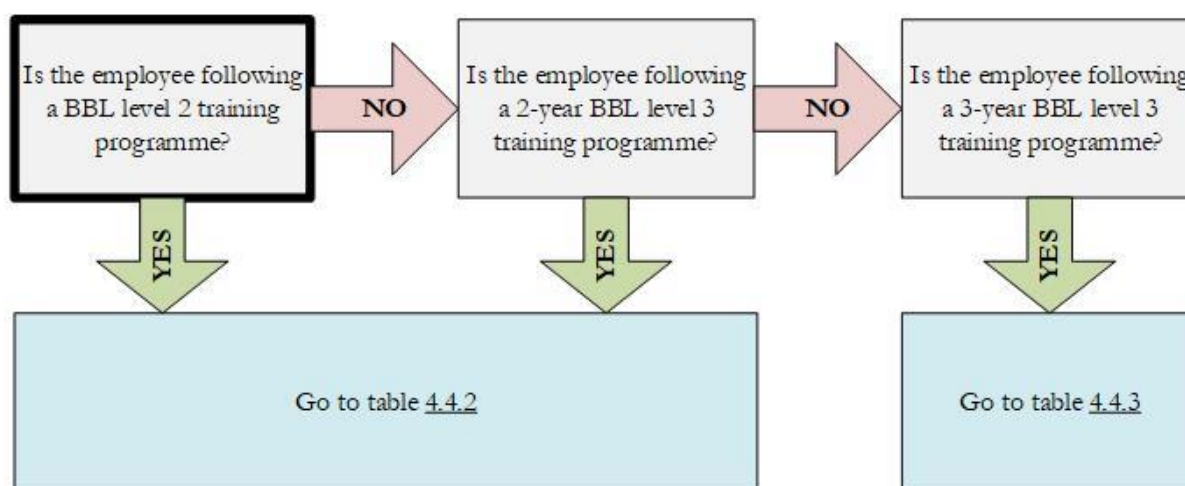 Is the employee following
a BBL level 2 training
programme?
NO
Is the employee following
a 2-year BBL level 3
training programme?
NO
Is the employee following
a 3-year BBL level 3
training programme?
YES
YES
YES
Go to table 4.4.2
Go to table 4.4.3